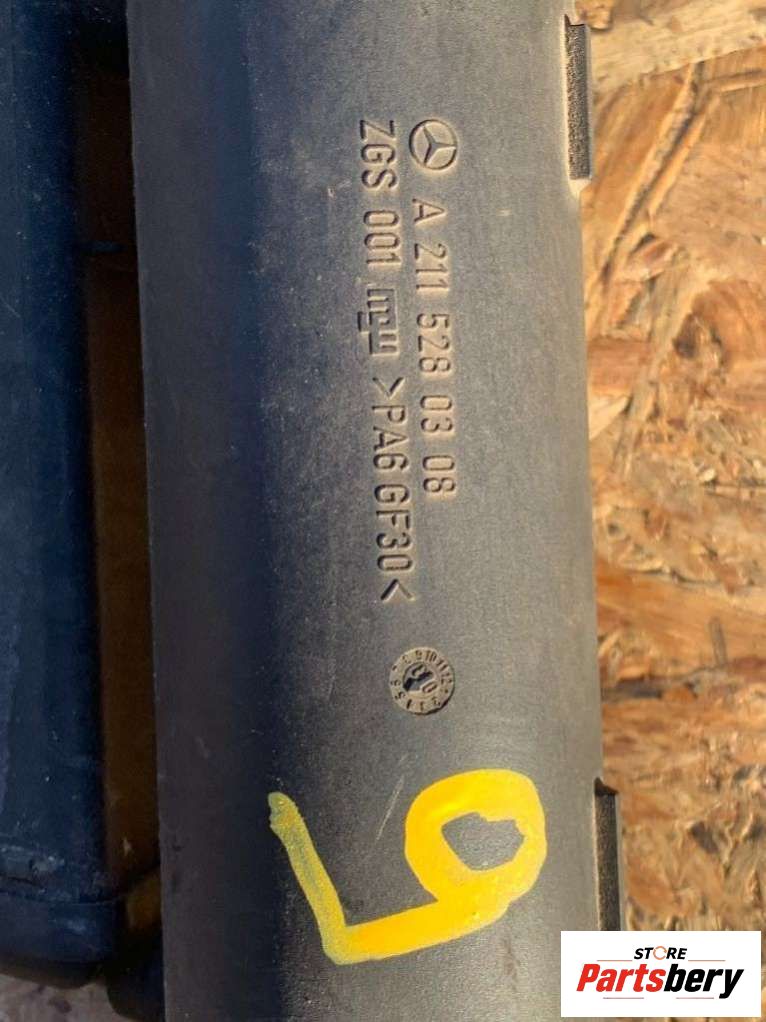 A 211 528 03 08
ZGS 001 >PA6 GF30<
9
STORE
Partsbery